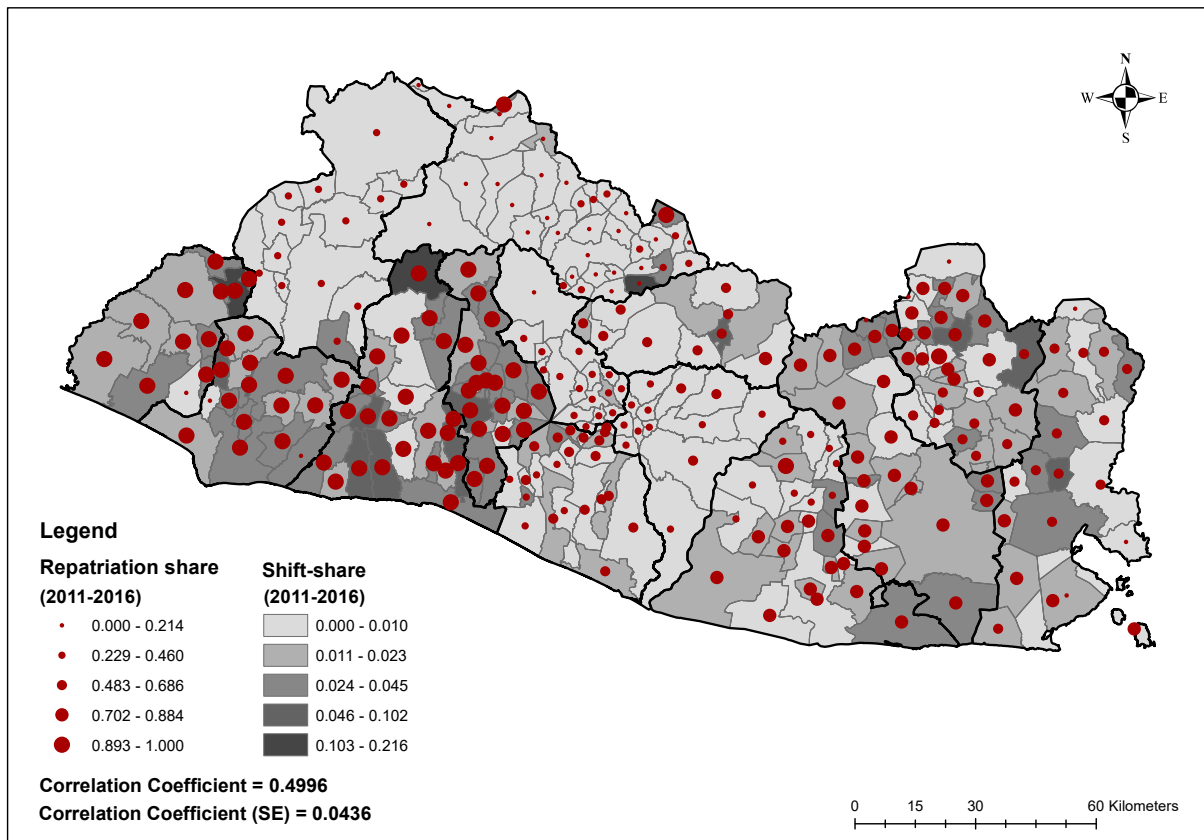 N
W E
S
Legend
Repatriation share
(2011-2016)
0.000 - 0.214
0.229 - 0.460
0.483 - 0.686
0.702 - 0.884
0.893 - 1.000
Shift-share
(2011-2016)
0.000 - 0.010
0.011 - 0.023
0.024 - 0.045
0.046 - 0.102
0.103 - 0.216
Correlation Coefficient = 0.4996
Correlation Coefficient (SE) = 0.0436
0 15 30 60 Kilometers